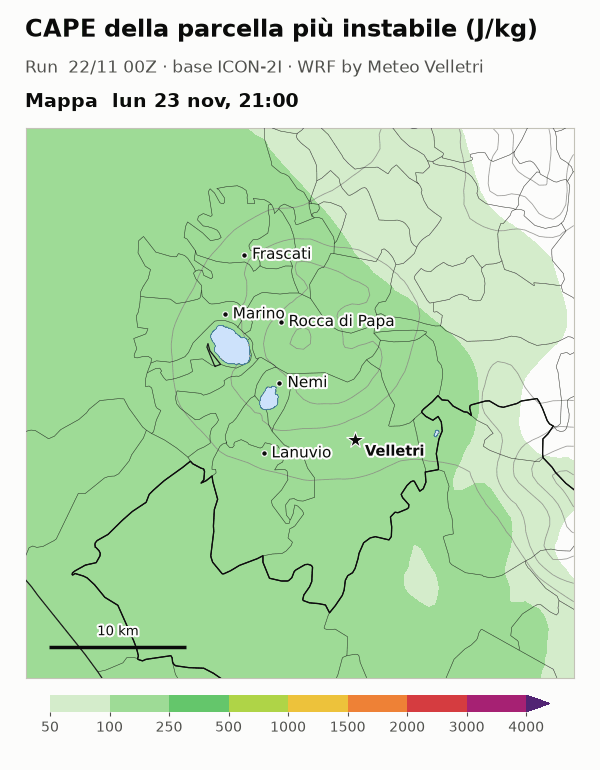 CAPE della parcella più instabile (J/kg)
Run  22/11 00Z · base ICON-2I · WRF by Meteo Velletri
Mappa  lun 23 nov, 21:00
Frascati
Marino
Rocca di Papa
Nemi
Velletri
Lanuvio
10 km
50 100 250 500 1000 1500 2000 3000 4000